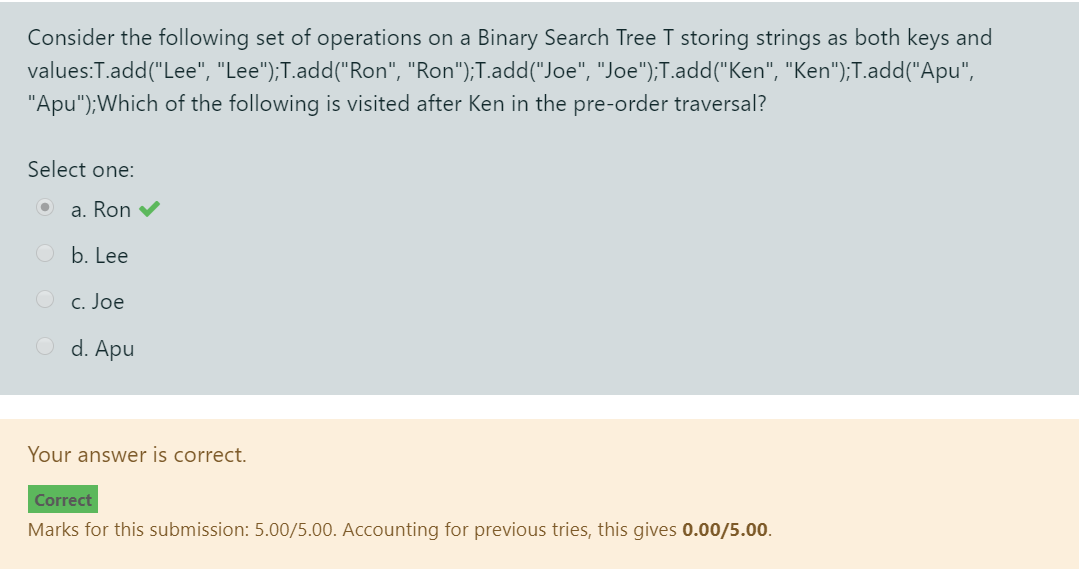 Consider the following set of operations on a Binary Search Tree T storing strings as both keys and
values:T.add("Lee", "Lee");T.add("Ron", "Ron");T.add("Joe", "Joe");T.add("Ken", "Ken");T.add("Apu",
"Apu");Which of the following is visited after Ken in the pre-order traversal?
Select one:
a. Ron
b. Lee
c. Joe
d. Apu
Your answer is correct.
Correct
Marks for this submission: 5.00/5.00. Accounting for previous tries, this gives 0.00/5.00.